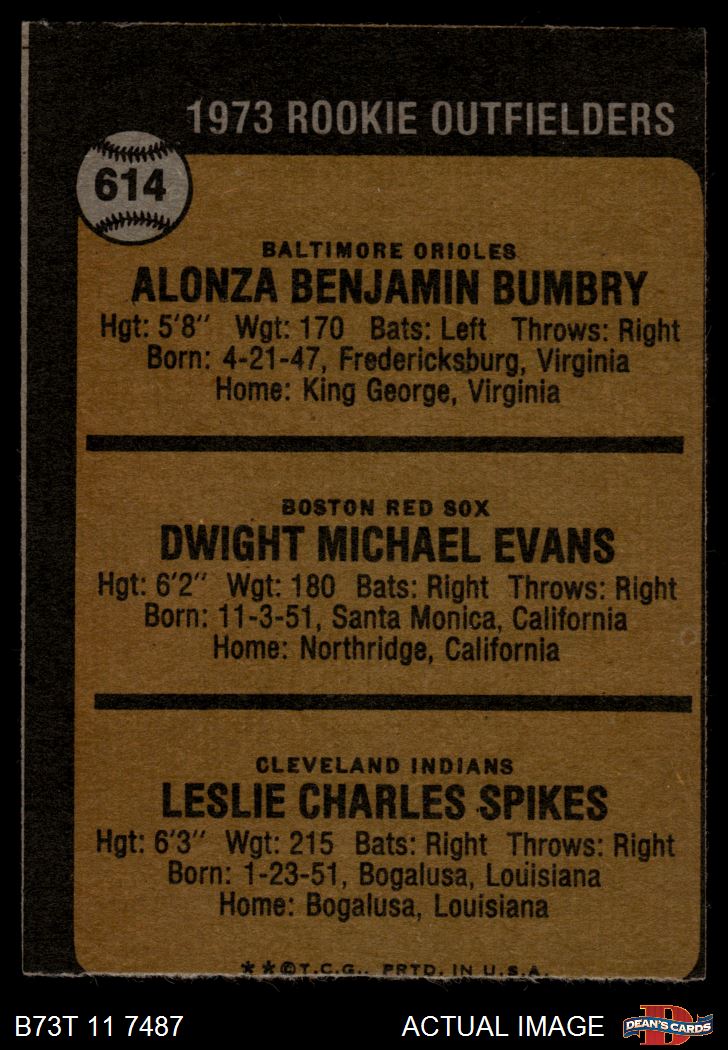 1973 ROOKIE OUTFIELDERS
614
BALTIMORE ORIOLES
ALONZA BENJAMIN BUMBRY
Hgt: 5'8" Wgt: 170 Bats: Left Throws: Right
Born: 4-21-47, Fredericksburg, Virginia
Home: King George, Virginia
BOSTON RED SOX
DWIGHT MICHAEL EVANS
Hgt: 6'2" Wgt: 180 Bats: Right Throws: Right
Born: 11-3-51, Santa Monica, California
Home: Northridge, California
CLEVELAND INDIANS
LESLIE CHARLES SPIKES
Hgt: 6'3" Wgt: 215 Bats: Right Throws: Right
Born: 1-23-51, Bogalusa, Louisiana
Home: Bogalusa, Louisiana
**©T.C.G.. PRTD. IN U.S.A.
B73T 11 7487 ACTUAL IMAGE D DEAN'S CARDS